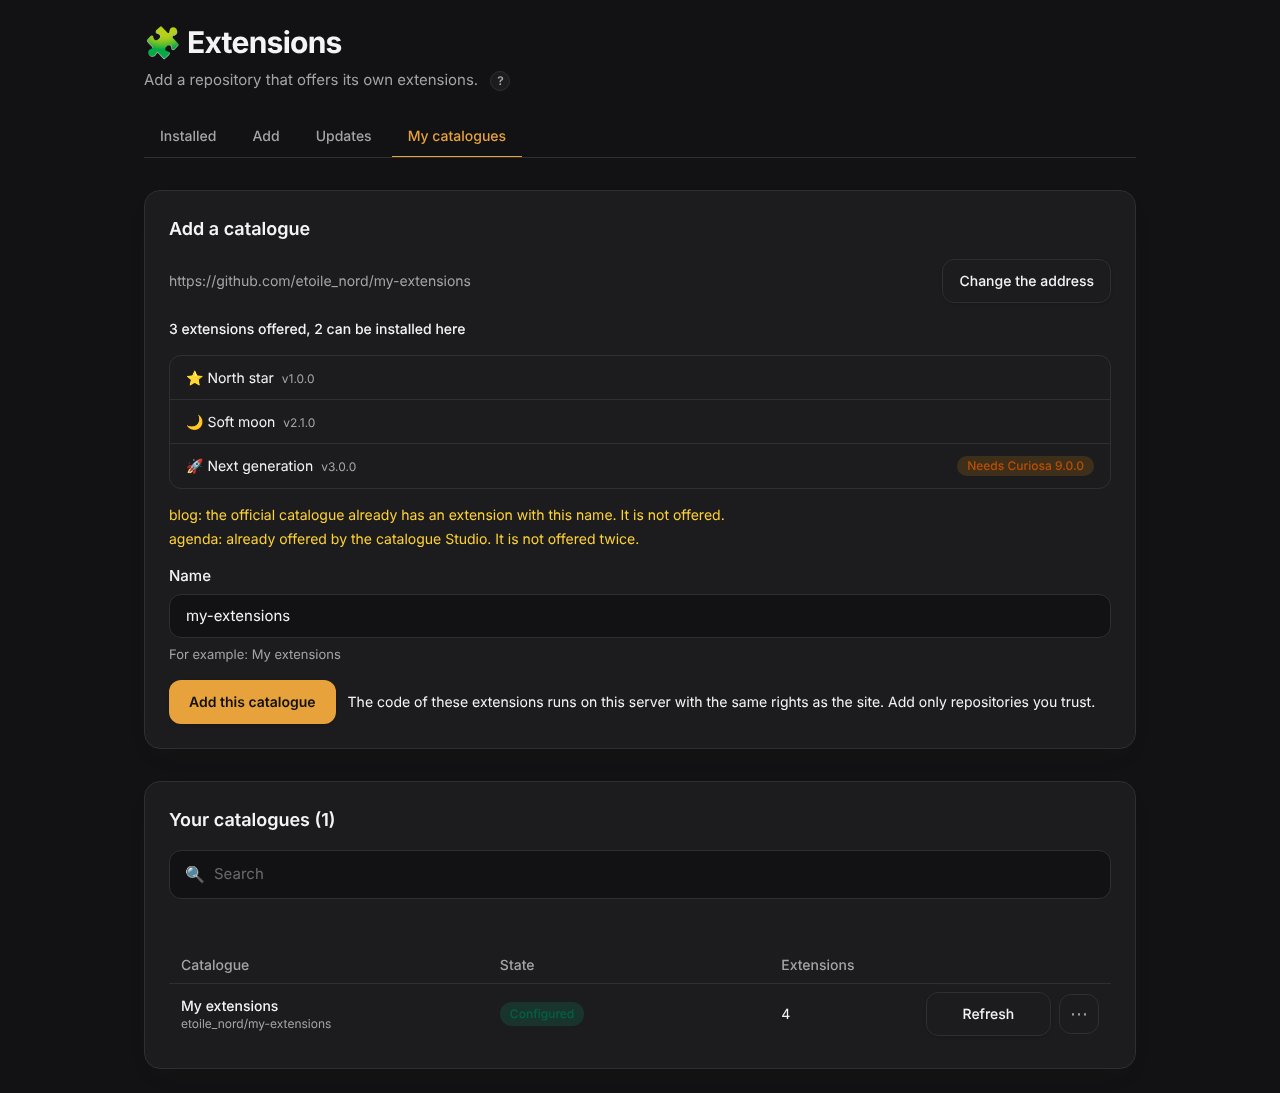 Extensions
Add a repository that offers its own extensions. ?
Installed Add Updates My catalogues
Add a catalogue
https://github.com/etoile_nord/my-extensions Change the address
3 extensions offered, 2 can be installed here
North star v1.0.0
Soft moon v2.1.0
Next generation v3.0.0 Needs Curiosa 9.0.0
blog: the official catalogue already has an extension with this name. It is not offered.
agenda: already offered by the catalogue Studio. It is not offered twice.
Name
my-extensions
For example: My extensions
Add this catalogue The code of these extensions runs on this server with the same rights as the site. Add only repositories you trust.
Your catalogues (1)
Search
Catalogue State Extensions
My extensions Configured 4 Refresh ...
etoile_nord/my-extensions